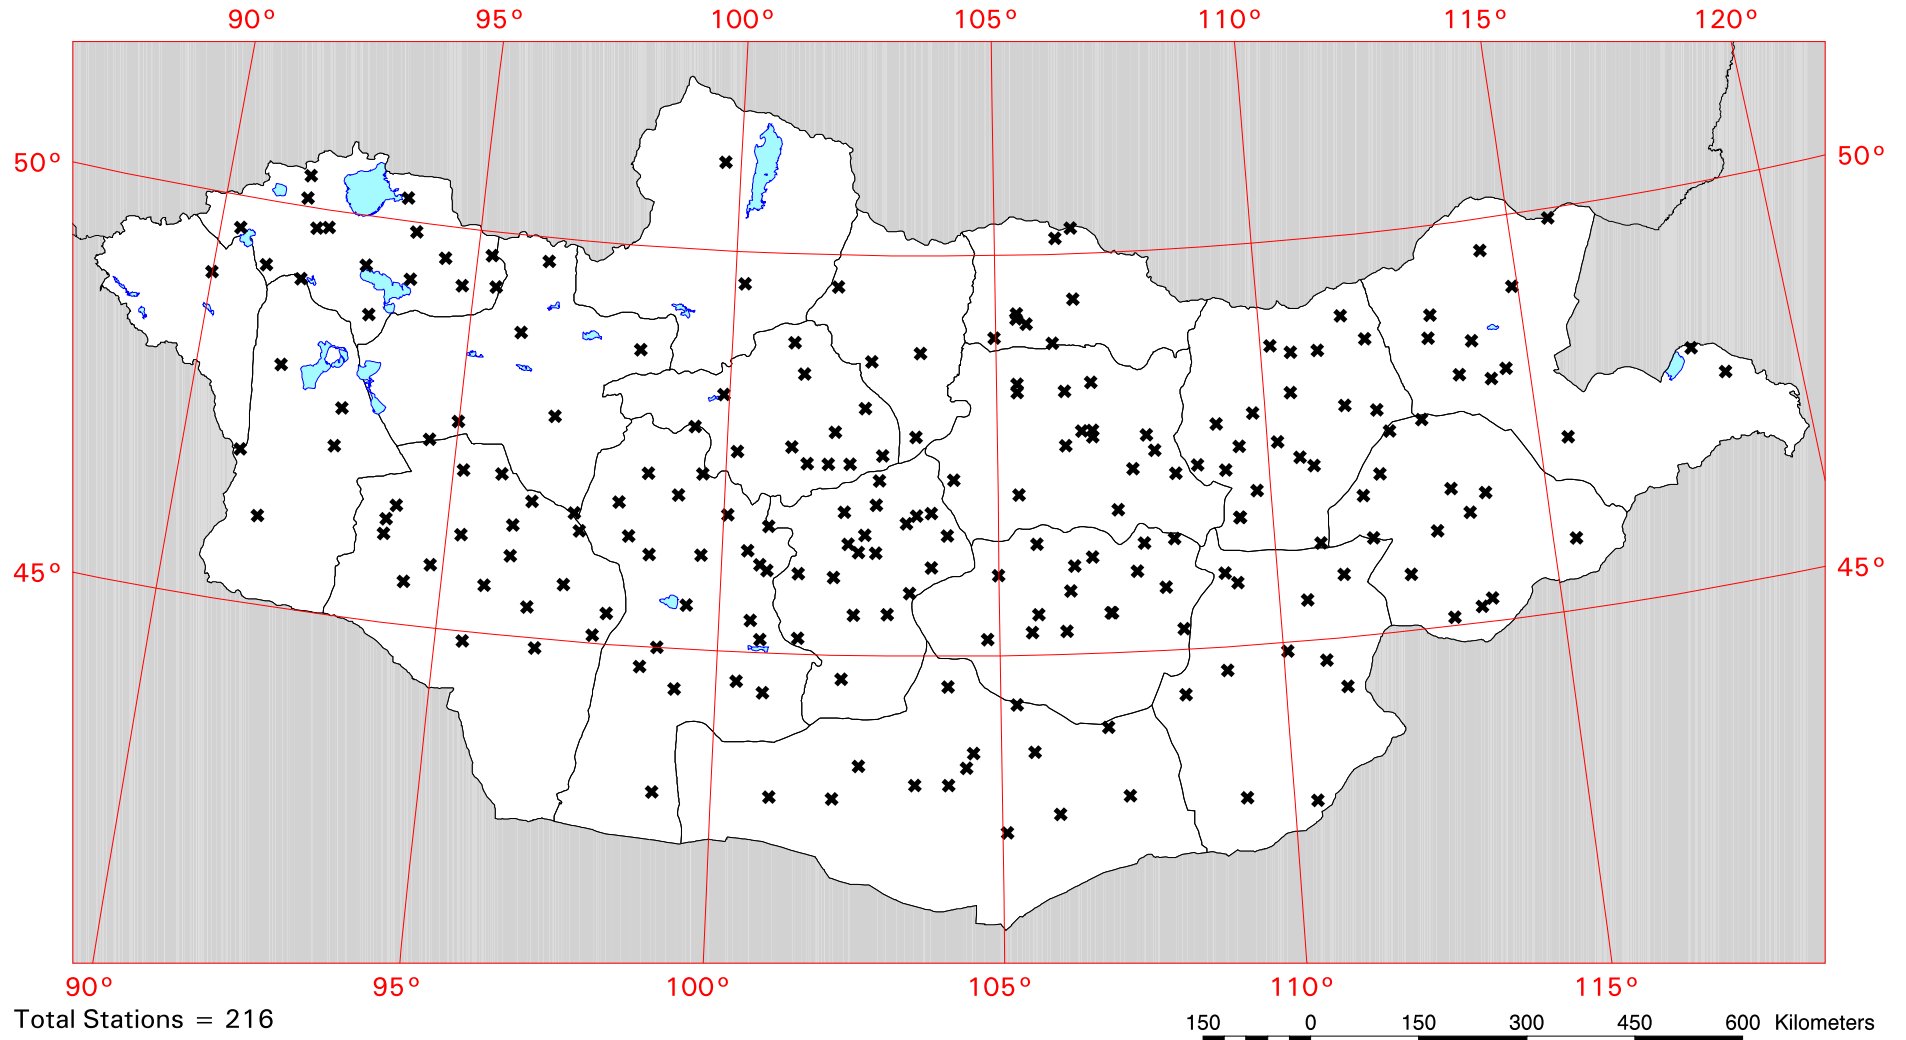 90° 95° 100° 105° 110° 115° 120°
50° 50°
45° 45°
90° 95° 100° 105° 110° 115°
Total Stations = 216
150 0 150 300 450 600 Kilometers